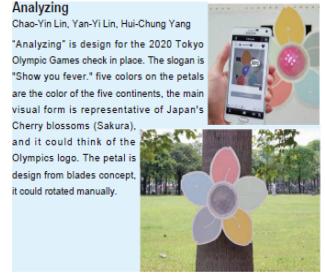 Analyzing
Chao-Yin Lin, Yan-Yi Lin, Hui-Chung Yang
"Analyzing" is design for the 2020 Tokyo
Olympic Games check in place. The slogan is
"Show you fever." five colors on the petals
are the color of the five continents, the main
visual form is representative of Japan's
Cherry blossoms (Sakura),
and it could think of the
Olympics logo. The petal is
design from blades concept,
it could rotated manually.